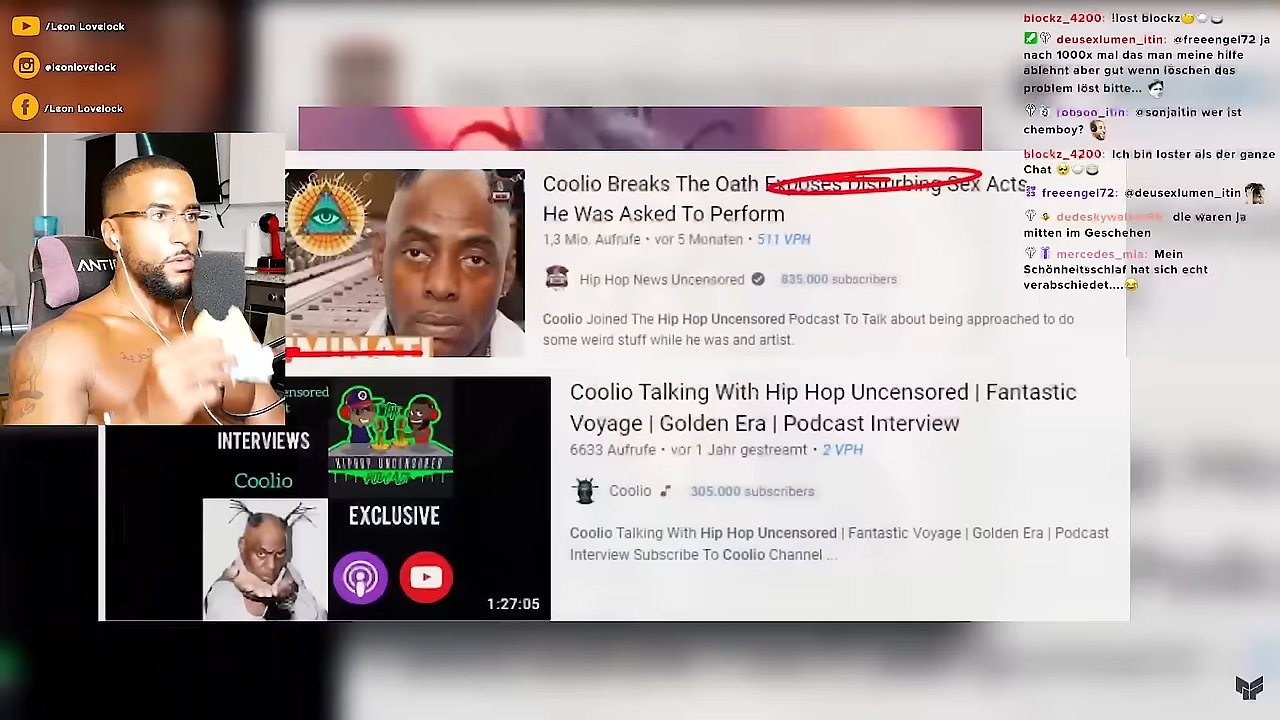 /Leon Lovelock
@leonlovelock
/Leon Lovelock
ANTI
Coolio Breaks The Oath Exposes Disturbing Sex Acts
He Was Asked To Perform
1,3 Mio. Aufrufe • vor 5 Monaten • 511 VPH
Hip Hop News Uncensored 835.000 subscribers
Coolio Joined The Hip Hop Uncensored Podcast To Talk about being approached to do
some weird stuff while he was and artist.
MINATI
ensored
INTERVIEWS
Coolio
HIPHOP UNCENSORED
PODCAST
EXCLUSIVE
1:27:05
Coolio Talking With Hip Hop Uncensored | Fantastic
Voyage | Golden Era | Podcast Interview
6633 Aufrufe • vor 1 Jahr gestreamt • 2 VPH
Coolio 305.000 subscribers
Coolio Talking With Hip Hop Uncensored | Fantastic Voyage | Golden Era | Podcast
Interview Subscribe To Coolio Channel ...
blockz_4200: !lost blockz
deusexlumen_itin: @freeengel72 ja
nach 1000x mal das man meine hilfe
ablehnt aber gut wenn löschen des
problem löst bitte...
@sonjaitin wer ist
chemboy?
blockz_4200: Ich bin loster als der ganze
Chat
freeengel72: @deusexlumen_itin
die waren ja
mitten im Geschehen
mercedes_mia: Mein
Schönheitsschlaf hat sich echt
verabschiedet....